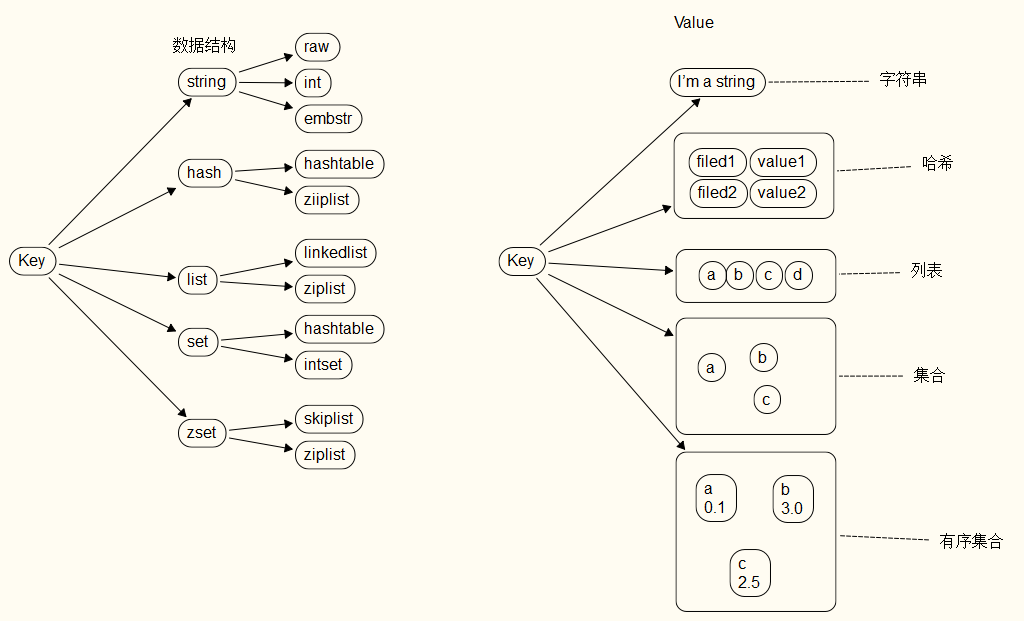 数据结构
Key
string
raw
int
embstr
hash
hashtable
ziiplist
list
linkedlist
ziplist
set
hashtable
intset
zset
skiplist
ziplist
Value
Key
I'm a string
字符串
filed1 value1
filed2 value2
哈希
a b c d
列表
a
b
c
集合
a
0.1
b
3.0
c
2.5
有序集合